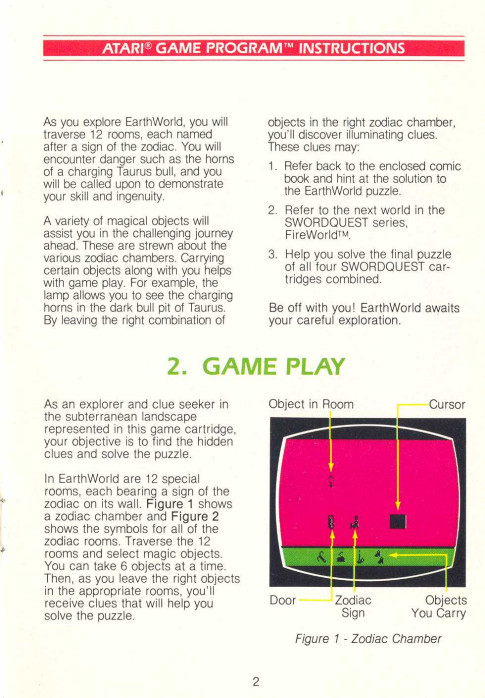 ATARI® GAME PROGRAM™ INSTRUCTIONS
As you explore EarthWorld, you will
traverse 12 rooms, each named
after a sign of the zodiac. You will
encounter danger such as the horns
of a charging Taurus bull, and you
will be called upon to demonstrate
your skill and ingenuity.
A variety of magical objects will
assist you in the challenging journey
ahead. These are strewn about the
various zodiac chambers. Carrying
certain objects along with you helps
with game play. For example, the
lamp allows you to see the charging
horns in the dark bull pit of Taurus.
By leaving the right combination of
objects in the right zodiac chamber,
you'll discover illuminating clues.
These clues may:
1. Refer back to the enclosed comic
book and hint at the solution to
the EarthWorld puzzle.
2. Refer to the next world in the
SWORDQUEST series,
FireWorld™.
3. Help you solve the final puzzle
of all four SWORDQUEST car-
tridges combined.
Be off with you! EarthWorld awaits
your careful exploration.
2. GAME PLAY
As an explorer and clue seeker in
the subterranean landscape
represented in this game cartridge,
your objective is to find the hidden
clues and solve the puzzle.
In EarthWorld are 12 special
rooms, each bearing a sign of the
zodiac on its wall. Figure 1 shows
a zodiac chamber and Figure 2
shows the symbols for all of the
zodiac rooms. Traverse the 12
rooms and select magic objects.
You can take 6 objects at a time.
Then, as you leave the right objects
in the appropriate rooms, you'll
receive clues that will help you
solve the puzzle.
Object in Room
Cursor
Door
Zodiac
Sign
Objects
You Carry
Figure 1 - Zodiac Chamber
2